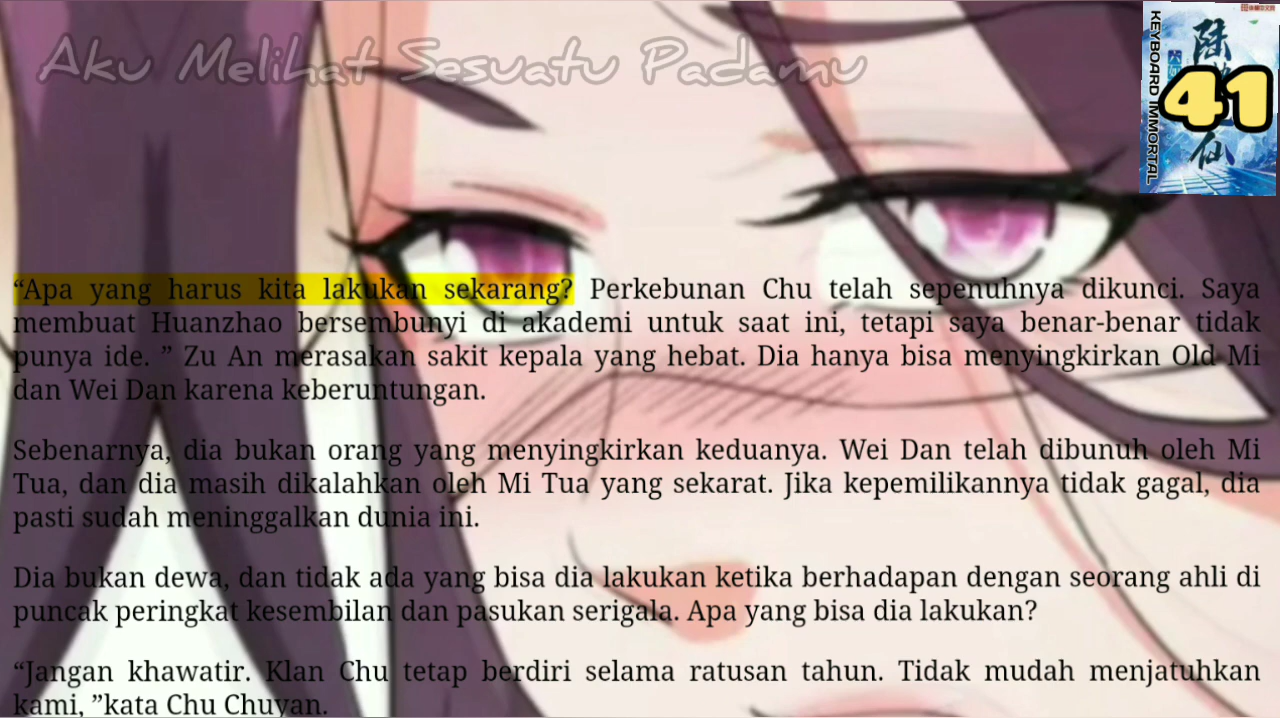 Aku Melihat Sesuatu Padamu
KEYBOARD IMMORTAL
陆
仙
41
“Apa yang harus kita lakukan sekarang? Perkebunan Chu telah sepenuhnya dikunci. Saya
membuat Huanzhao bersembunyi di akademi untuk saat ini, tetapi saya benar-benar tidak
punya ide. ” Zu An merasakan sakit kepala yang hebat. Dia hanya bisa menyingkirkan Old Mi
dan Wei Dan karena keberuntungan.
Sebenarnya, dia bukan orang yang menyingkirkan keduanya. Wei Dan telah dibunuh oleh Mi
Tua, dan dia masih dikalahkan oleh Mi Tua yang sekarat. Jika kepemilikannya tidak gagal, dia
pasti sudah meninggalkan dunia ini.
Dia bukan dewa, dan tidak ada yang bisa dia lakukan ketika berhadapan dengan seorang ahli di
puncak peringkat kesembilan dan pasukan serigala. Apa yang bisa dia lakukan?
“Jangan khawatir. Klan Chu tetap berdiri selama ratusan tahun. Tidak mudah menjatuhkan
kami, ”kata Chu Chuyan.